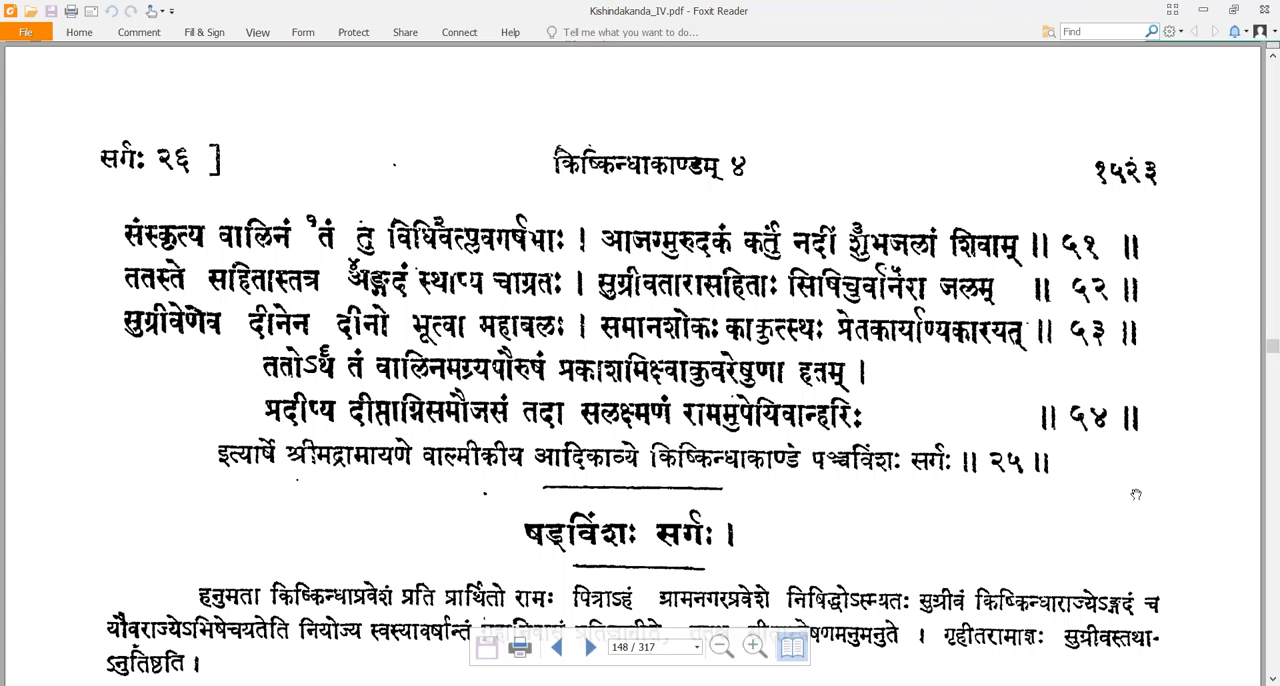 Kishindakanda_IV.pdf - Foxit Reader
File Home Comment Fill & Sign View Form Protect Share Connect Help Tell me what you want to do... Find
सर्गः २६ ] किष्किन्धाकाण्डम् ४ १५२३
संस्कृत्य वालिनं १तं तु विधिवत्प्लवगर्षभाः । आजग्मुरुदकं कर्तुं नदीं शुभजलां शिवाम् ॥ ५१ ॥
ततस्ते सहितास्तत्र अङ्गदं स्थाप्य चाग्रतः । सुग्रीवतारासहिताः सिषिचुर्वानरा जलम् ॥ ५२ ॥
सुग्रीवेणेव दीनेन दीनो भूत्वा महाबलः । समानशोकः काकुत्स्थः प्रेतकार्याण्यकारयत् ॥ ५३ ॥
ततोऽथ तं वालिनमग्र्यपौरुषं प्रकाशमिक्ष्वाकुवरेषुणा हतम् ।
प्रदीप्य दीप्ताग्निसमौजसं तदा सलक्ष्मणं राममुपेयिवान्हरिः ॥ ५४ ॥
इत्यार्षे श्रीमद्रामायणे वाल्मीकीय आदिकाव्ये किष्किन्धाकाण्डे पञ्चविंशः सर्गः ॥ २५ ॥
षड्विंशः सर्गः ।
हनुमता किष्किन्धाप्रवेशं प्रति प्रार्थितो रामः पित्राऽहं ग्रामनगरप्रवेशे निषिद्धोऽस्म्यतः सुग्रीवं किष्किन्धाराज्येऽङ्गदं च
यौवराज्येऽभिषेचयतेति नियोज्य स्वस्यावर्षान्तं गृहीतरामाज्ञः सुग्रीवस्तथा-
ऽनुतिष्ठति ।
148 / 317